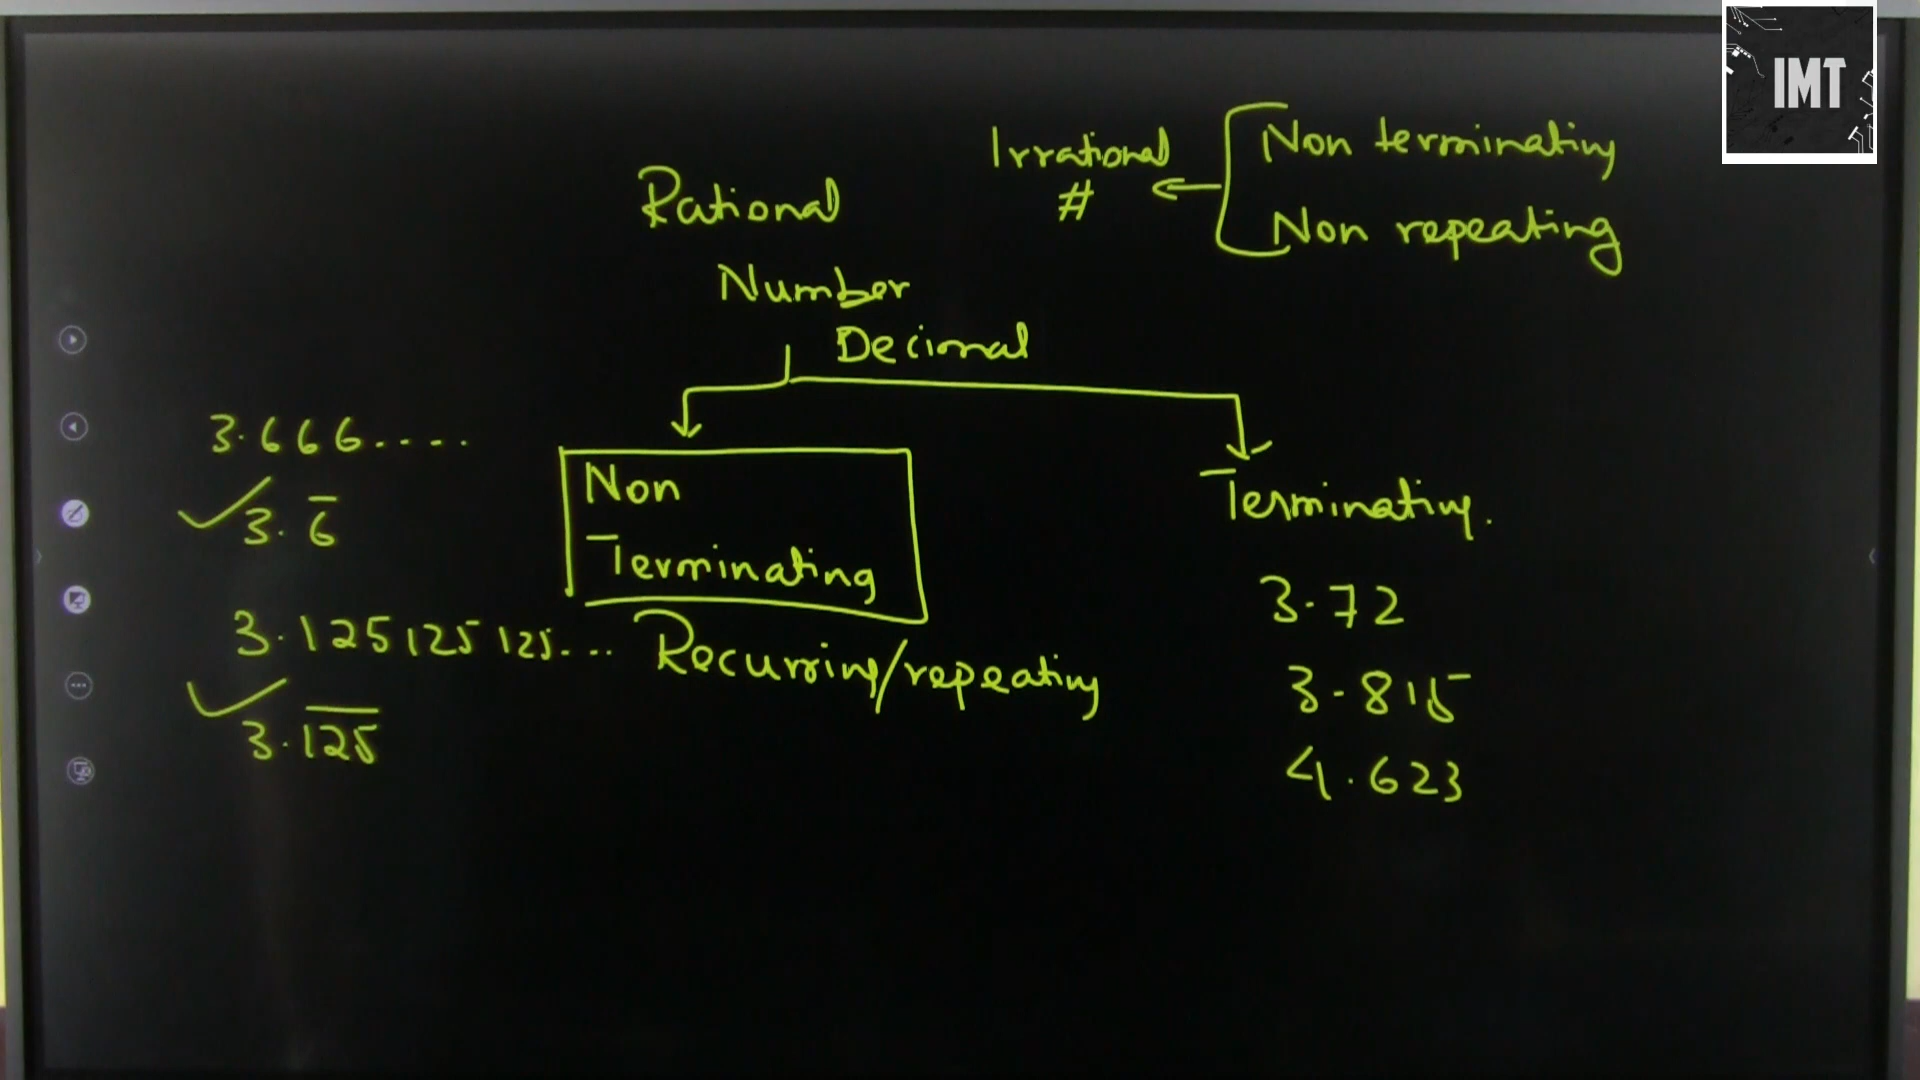 IMT
Irrational
#
Non terminating
Non repeating
Rational
Number
Decimal
3.666....
3.6̅
3.125125125...
3.1̅2̅5̅
Non
Terminating
Recurring/repeating
Terminating.
3.72
3.815
4.623